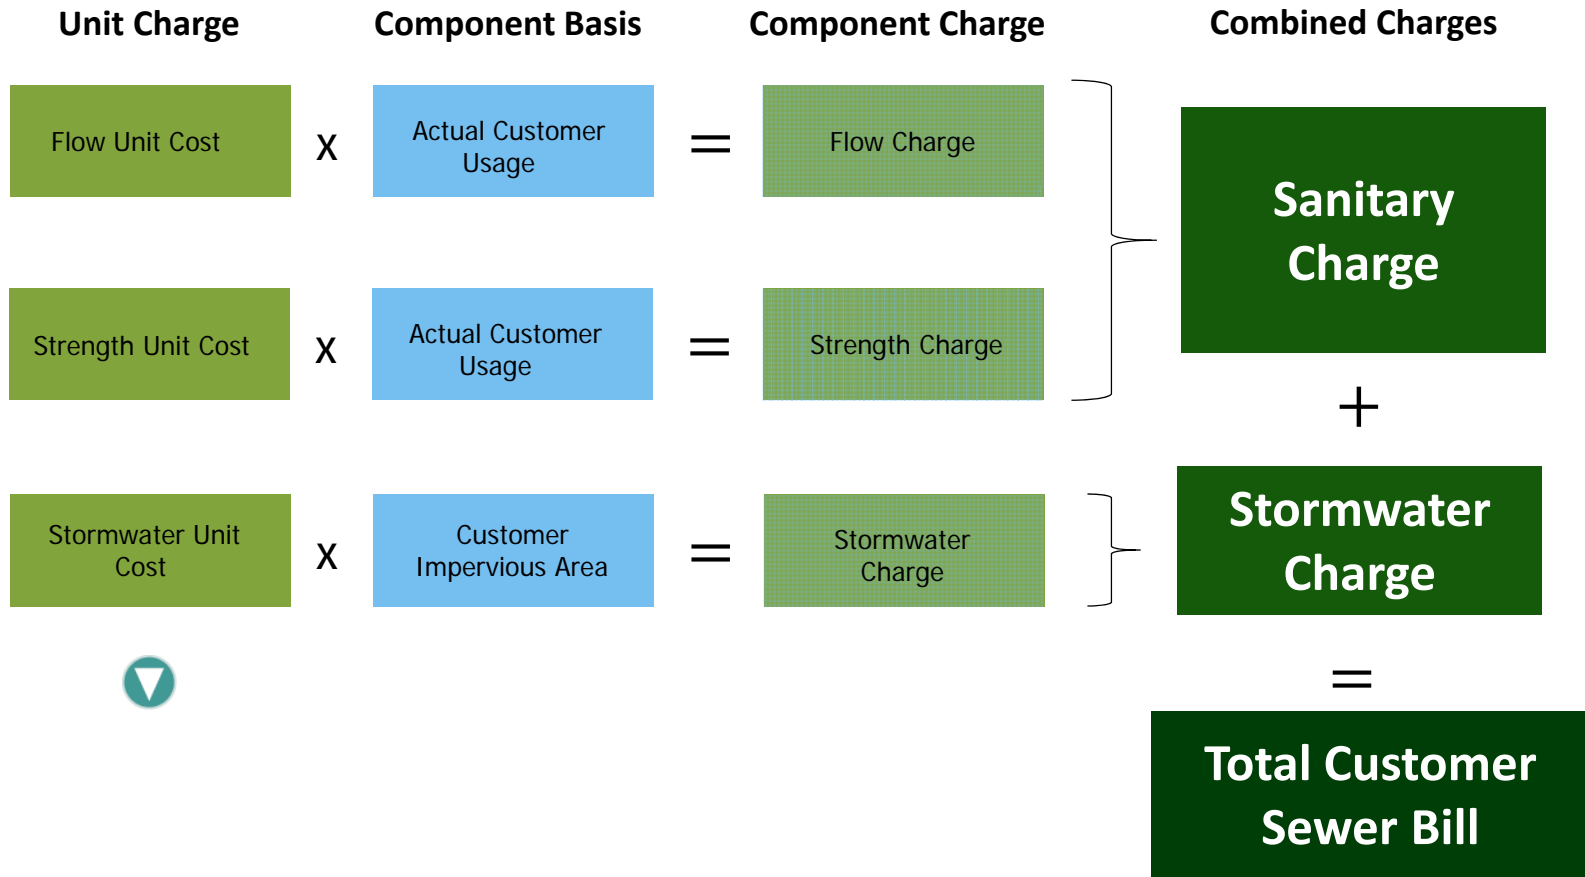 Unit Charge
Component Basis
Component Charge
Combined Charges
Flow Unit Cost
x
Actual Customer
Usage
=
Flow Charge
Sanitary
Charge
Strength Unit Cost
x
Actual Customer
Usage
=
Strength Charge
+
Stormwater Unit
Cost
x
Customer
Impervious Area
=
Stormwater
Charge
Stormwater
Charge
=
Total Customer
Sewer Bill